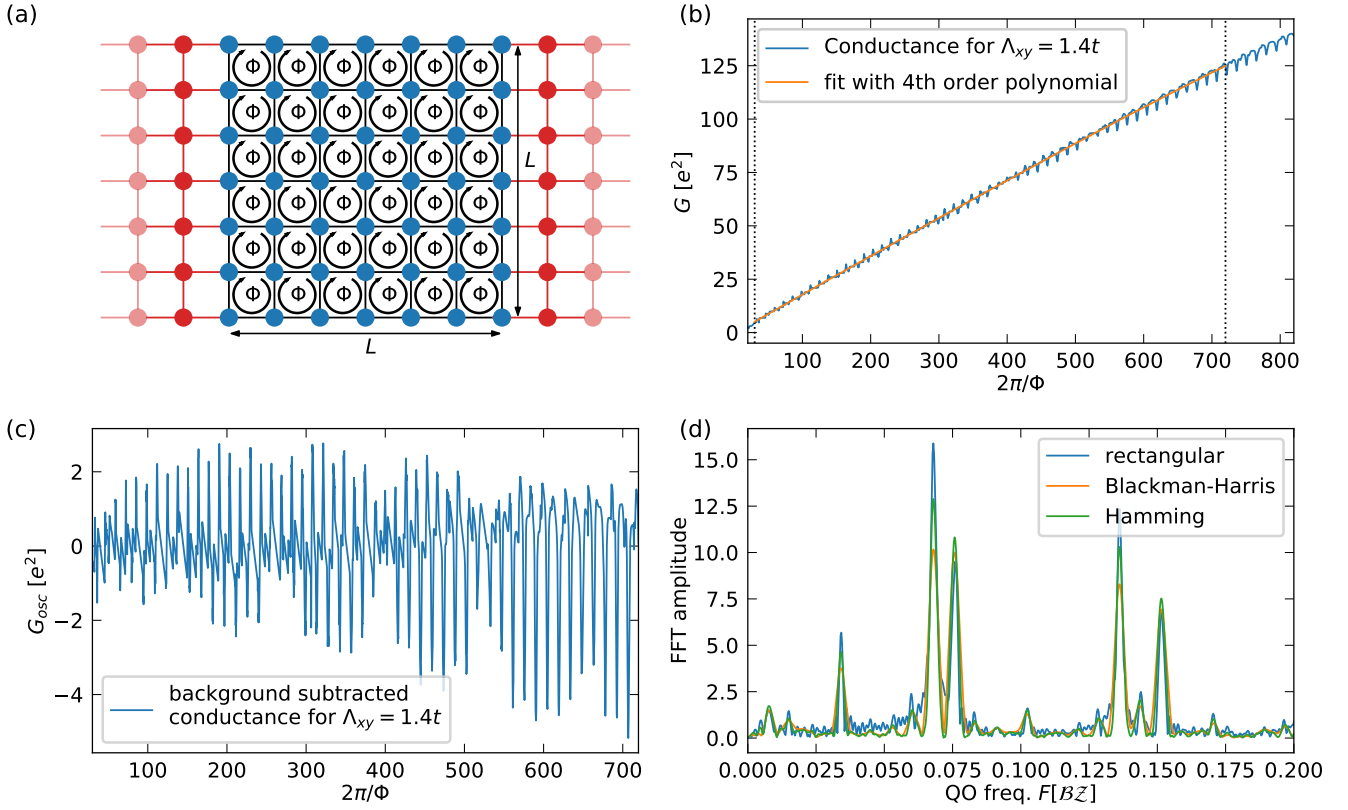 (a)
Φ Φ Φ Φ Φ Φ
Φ Φ Φ Φ Φ Φ
Φ Φ Φ Φ Φ Φ
L
Φ Φ Φ Φ Φ Φ
Φ Φ Φ Φ Φ Φ
Φ Φ Φ Φ Φ Φ
L
(b)
Conductance for Λxy = 1.4t
fit with 4th order polynomial
G [e²]
125
100
75
50
25
0
100 200 300 400 500 600 700 800
2π/Φ
(c)
Gosc [e²]
2
0
−2
−4
background subtracted
conductance for Λxy = 1.4t
100 200 300 400 500 600 700
2π/Φ
(d)
FFT amplitude
15.0
12.5
10.0
7.5
5.0
2.5
0.0
rectangular
Blackman-Harris
Hamming
0.000 0.025 0.050 0.075 0.100 0.125 0.150 0.175 0.200
QO freq. F[ℬ𝒵]